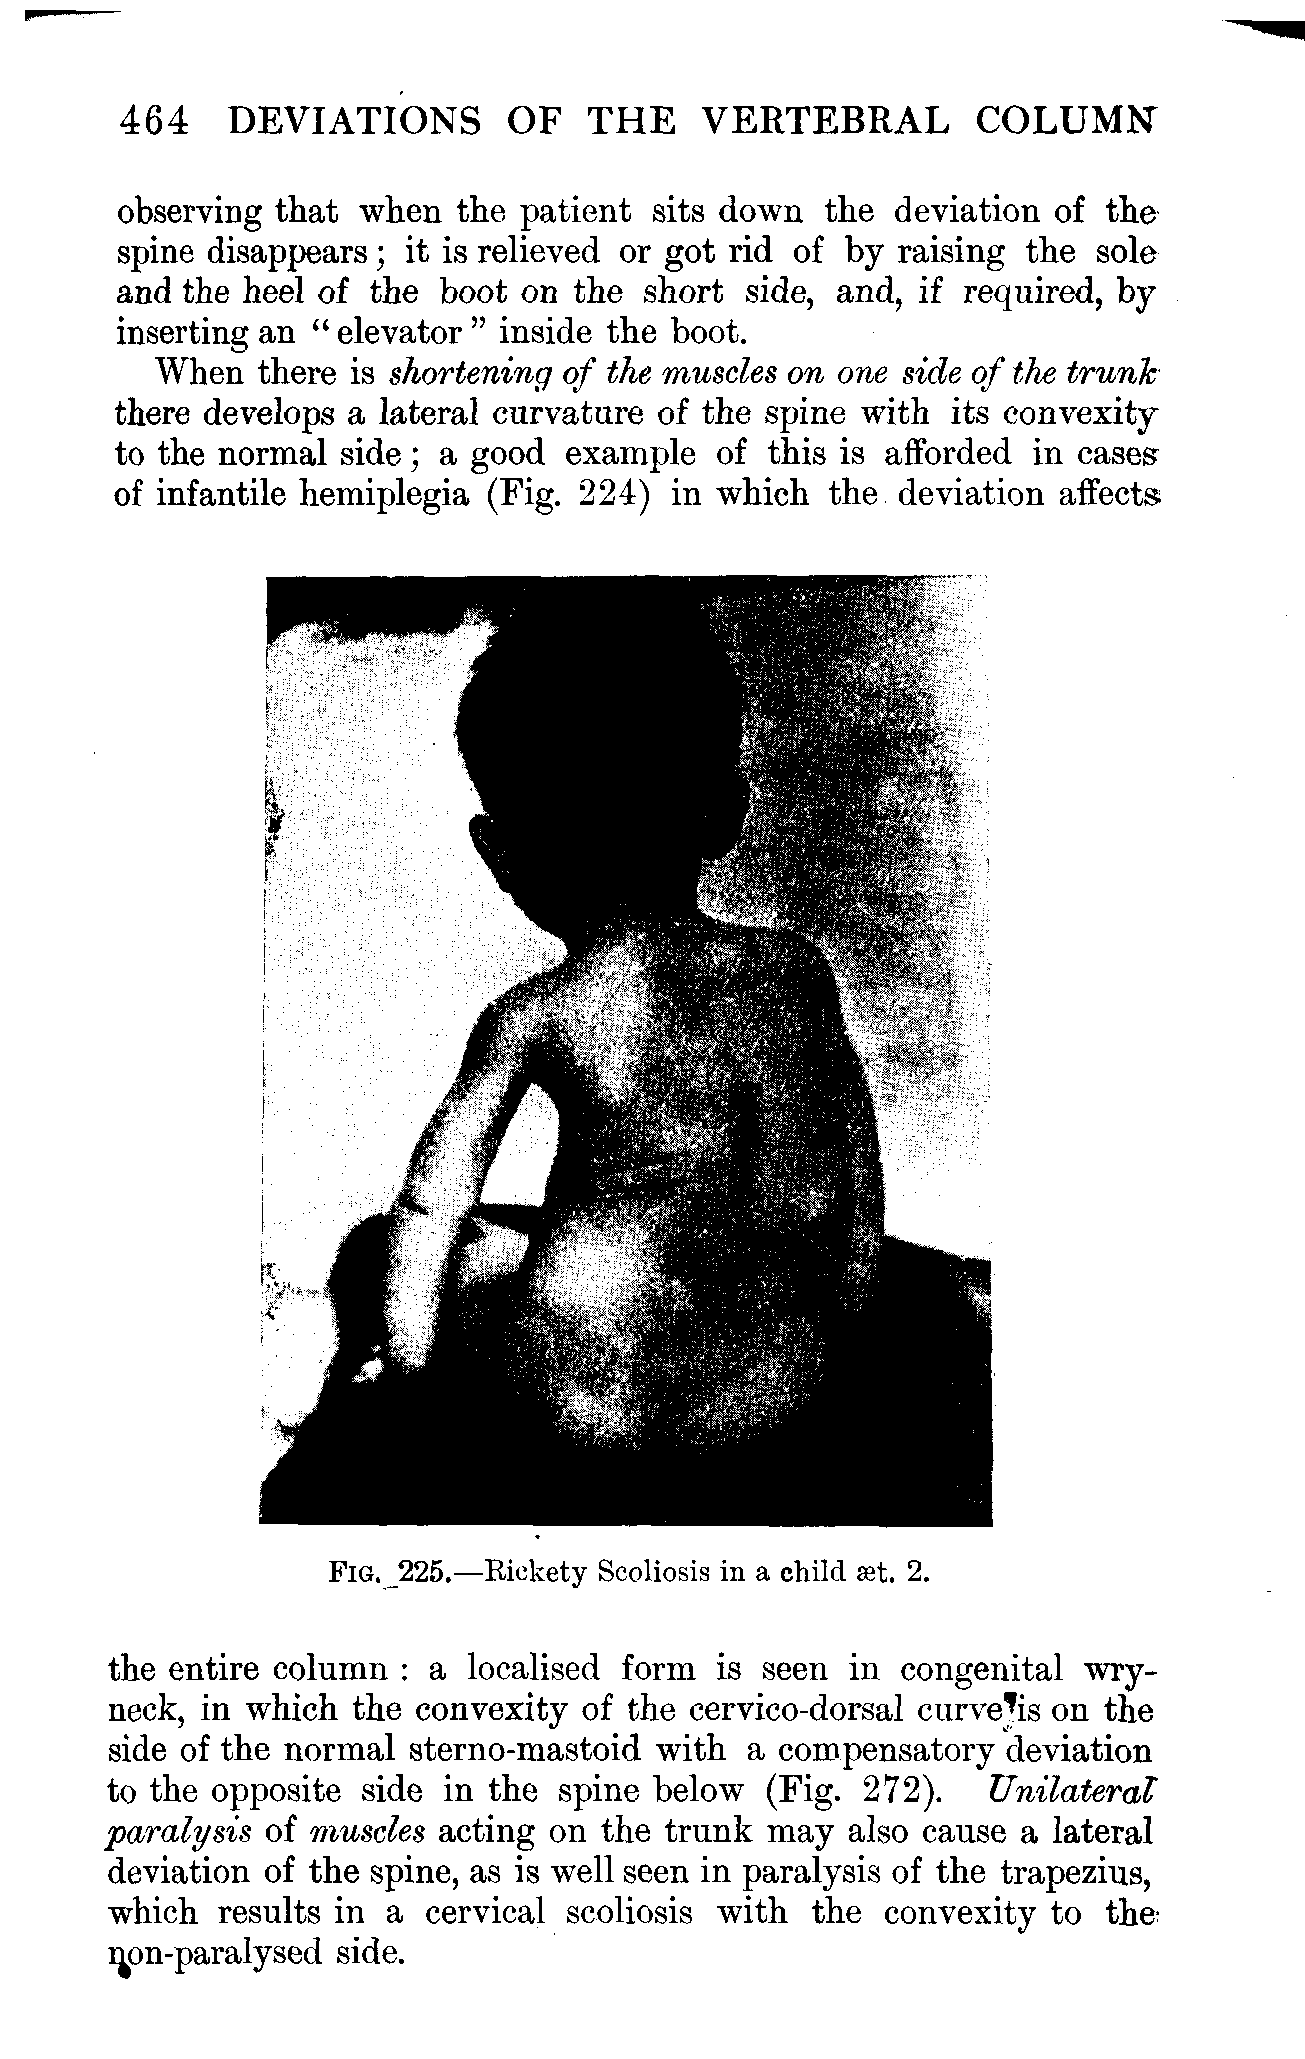 464 DEVIATIONS OF THE VERTEBRAL COLUMN
observing that when the patient sits down the deviation of the
spine disappears; it is relieved or got rid of by raising the sole
and the heel of the boot on the short side, and, if required, by
inserting an “elevator” inside the boot.
When there is shortening of the muscles on one side of the trunk
there develops a lateral curvature of the spine with its convexity
to the normal side; a good example of this is afforded in cases
of infantile hemiplegia (Fig. 224) in which the deviation affects
FIG. 225.—Rickety Scoliosis in a child æt. 2.
the entire column: a localised form is seen in congenital wry-
neck, in which the convexity of the cervico-dorsal curve is on the
side of the normal sterno-mastoid with a compensatory deviation
to the opposite side in the spine below (Fig. 272). Unilateral
paralysis of muscles acting on the trunk may also cause a lateral
deviation of the spine, as is well seen in paralysis of the trapezius,
which results in a cervical scoliosis with the convexity to the
non-paralysed side.